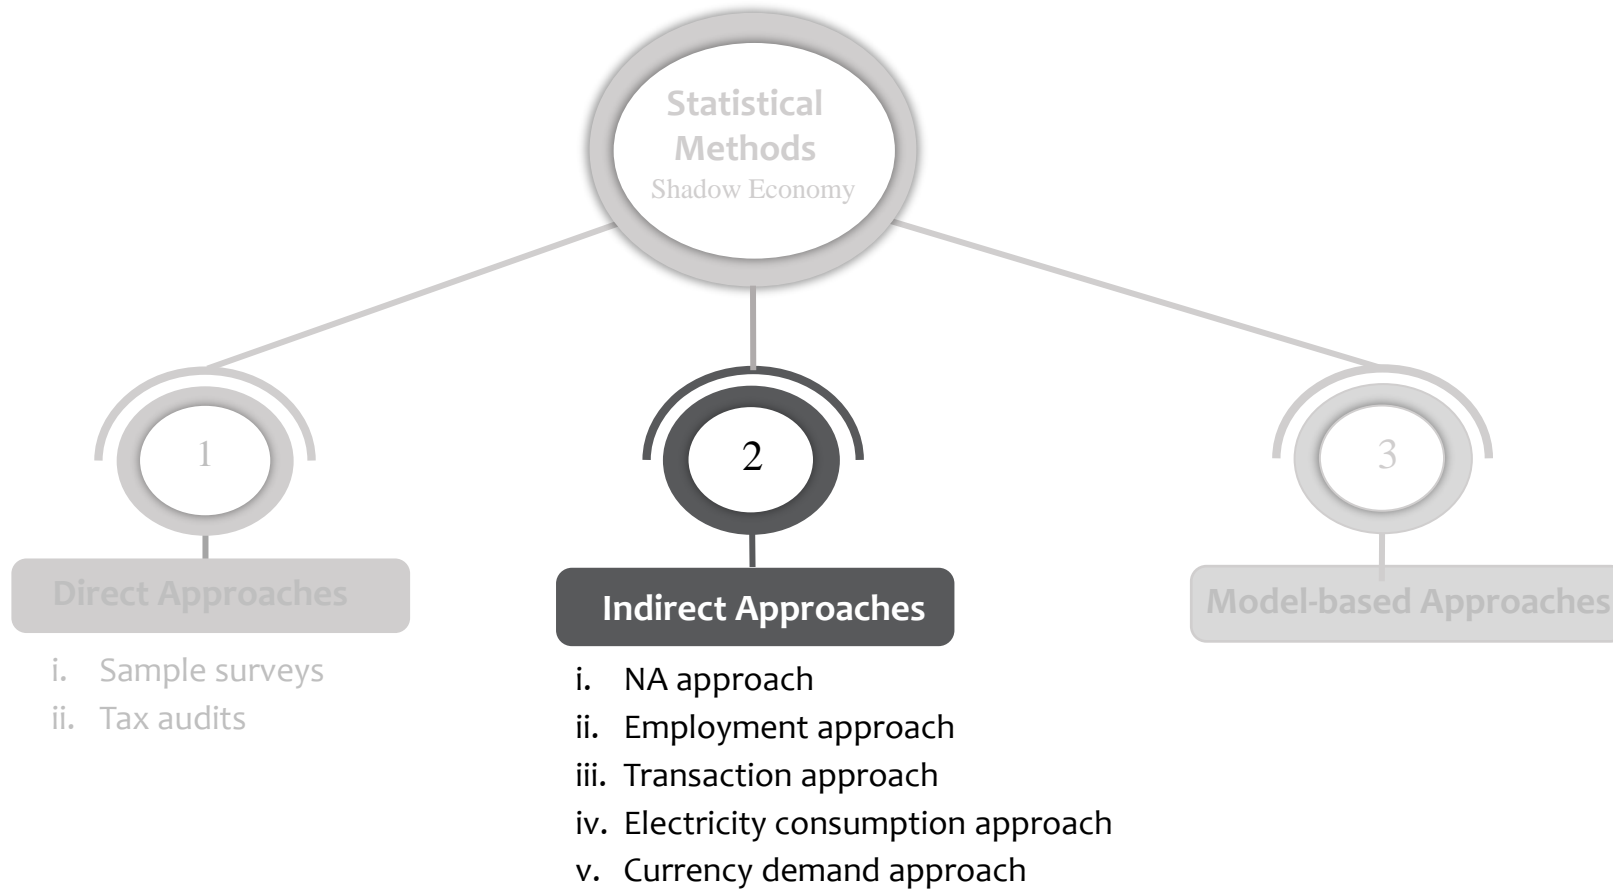 Statistical
Methods
Shadow Economy
1
Direct Approaches
i. Sample surveys
ii. Tax audits
2
Indirect Approaches
i. NA approach
ii. Employment approach
iii. Transaction approach
iv. Electricity consumption approach
v. Currency demand approach
3
Model-based Approaches